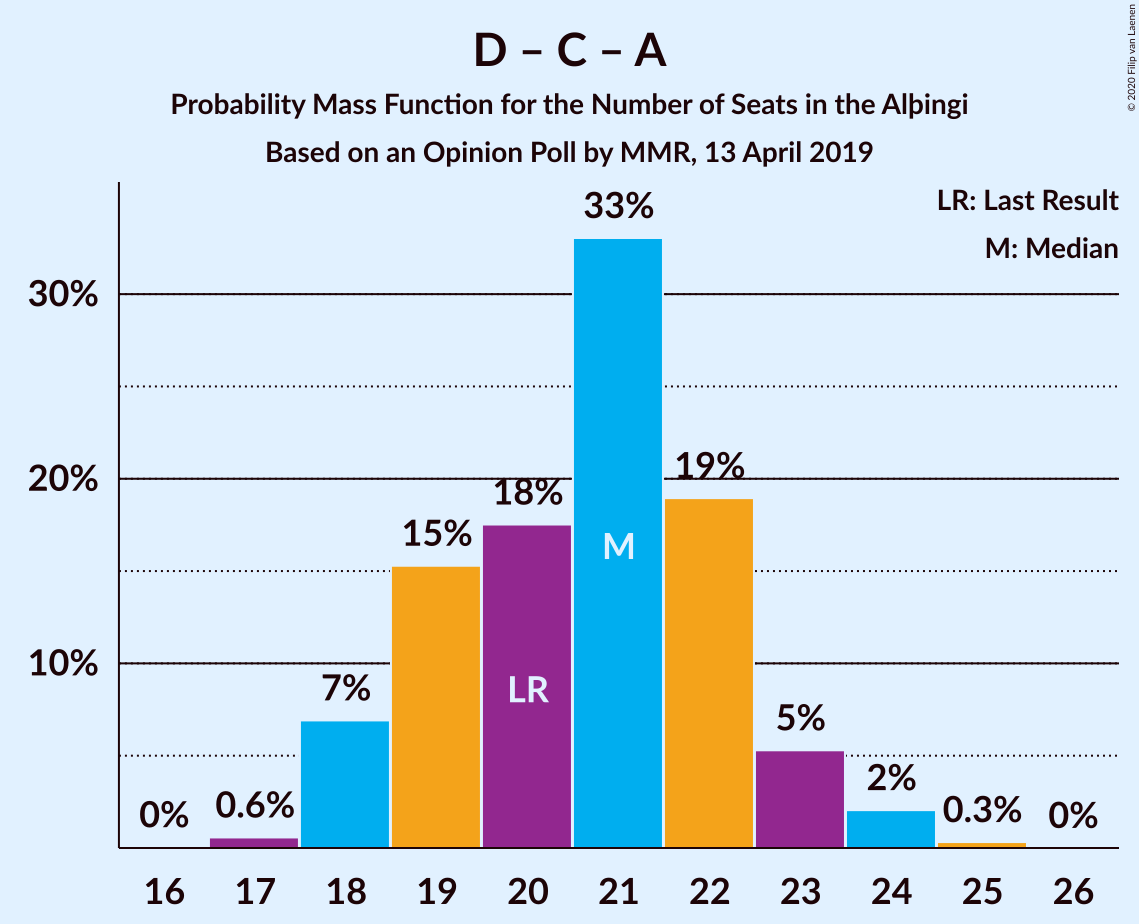 D – C – A
Probability Mass Function for the Number of Seats in the Alþingi
Based on an Opinion Poll by MMR, 13 April 2019
© 2020 Filip van Laenen
LR: Last Result
M: Median
33%
30%
20%
19%
18%
15%
M
10%
7%
LR
5%
2%
0%
0.6%
0.3%
0%
16 17 18 19 20 21 22 23 24 25 26